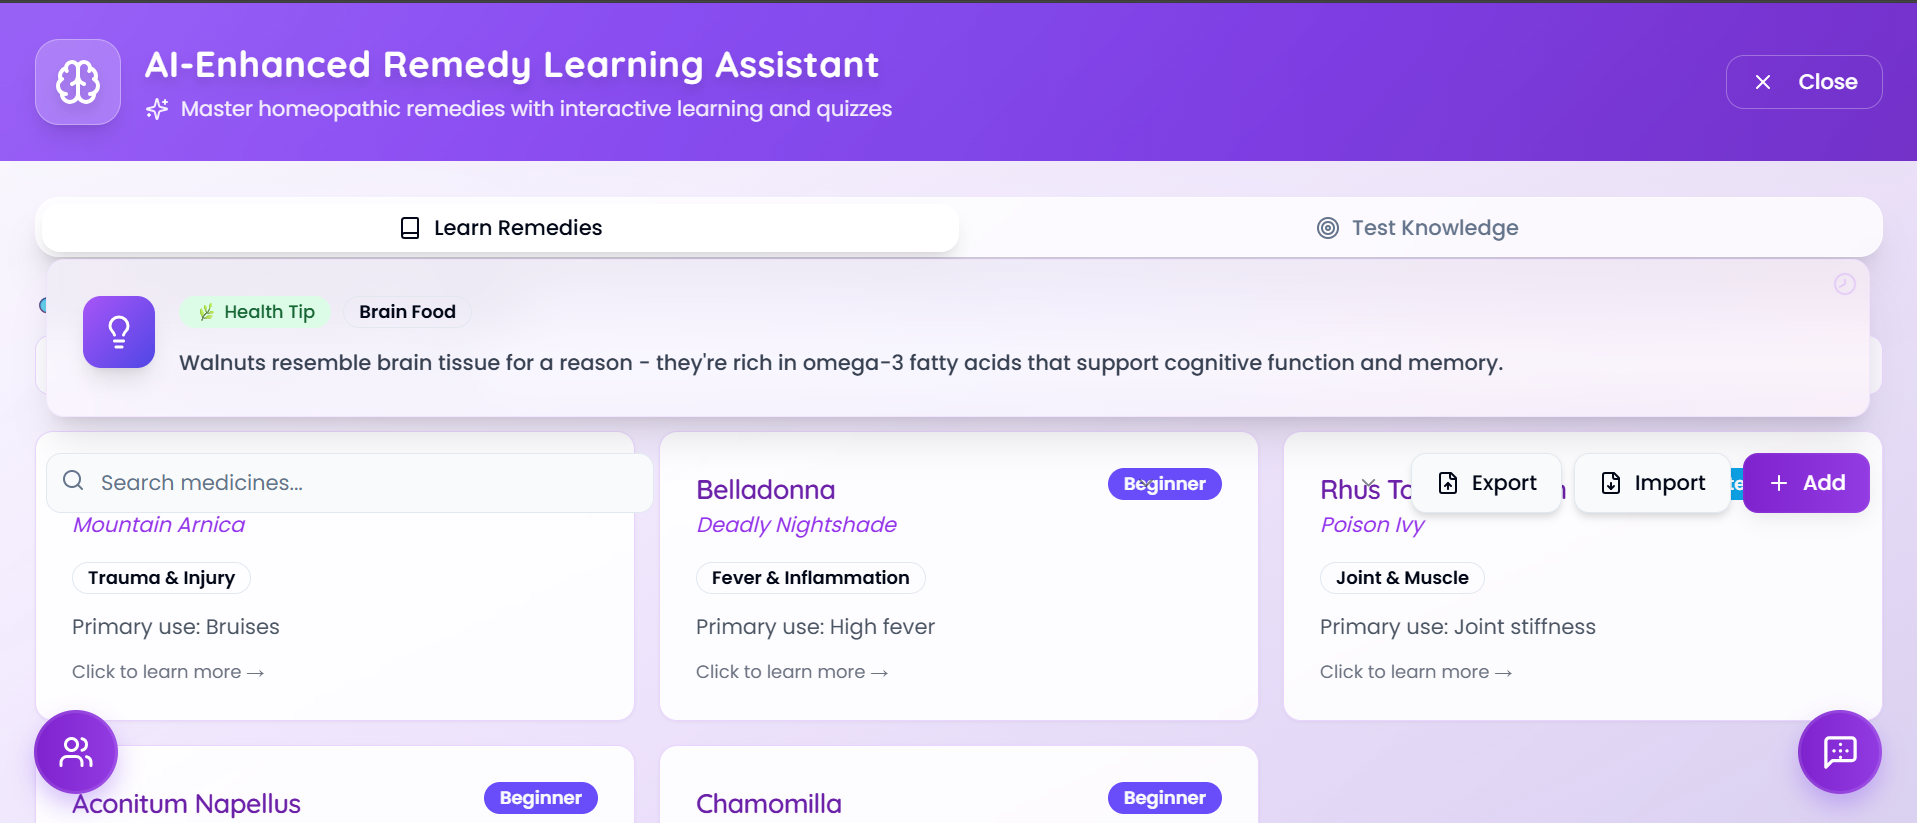 AI-Enhanced Remedy Learning Assistant
Master homeopathic remedies with interactive learning and quizzes
Close
Learn Remedies
Test Knowledge
Health Tip
Brain Food
Walnuts resemble brain tissue for a reason - they're rich in omega-3 fatty acids that support cognitive function and memory.
Search medicines...
Export
Import
Add
Mountain Arnica
Trauma & Injury
Primary use: Bruises
Click to learn more →
Belladonna
Beginner
Deadly Nightshade
Fever & Inflammation
Primary use: High fever
Click to learn more →
Rhus
Poison Ivy
Joint & Muscle
Primary use: Joint stiffness
Click to learn more →
Aconitum Napellus
Beginner
Chamomilla
Beginner